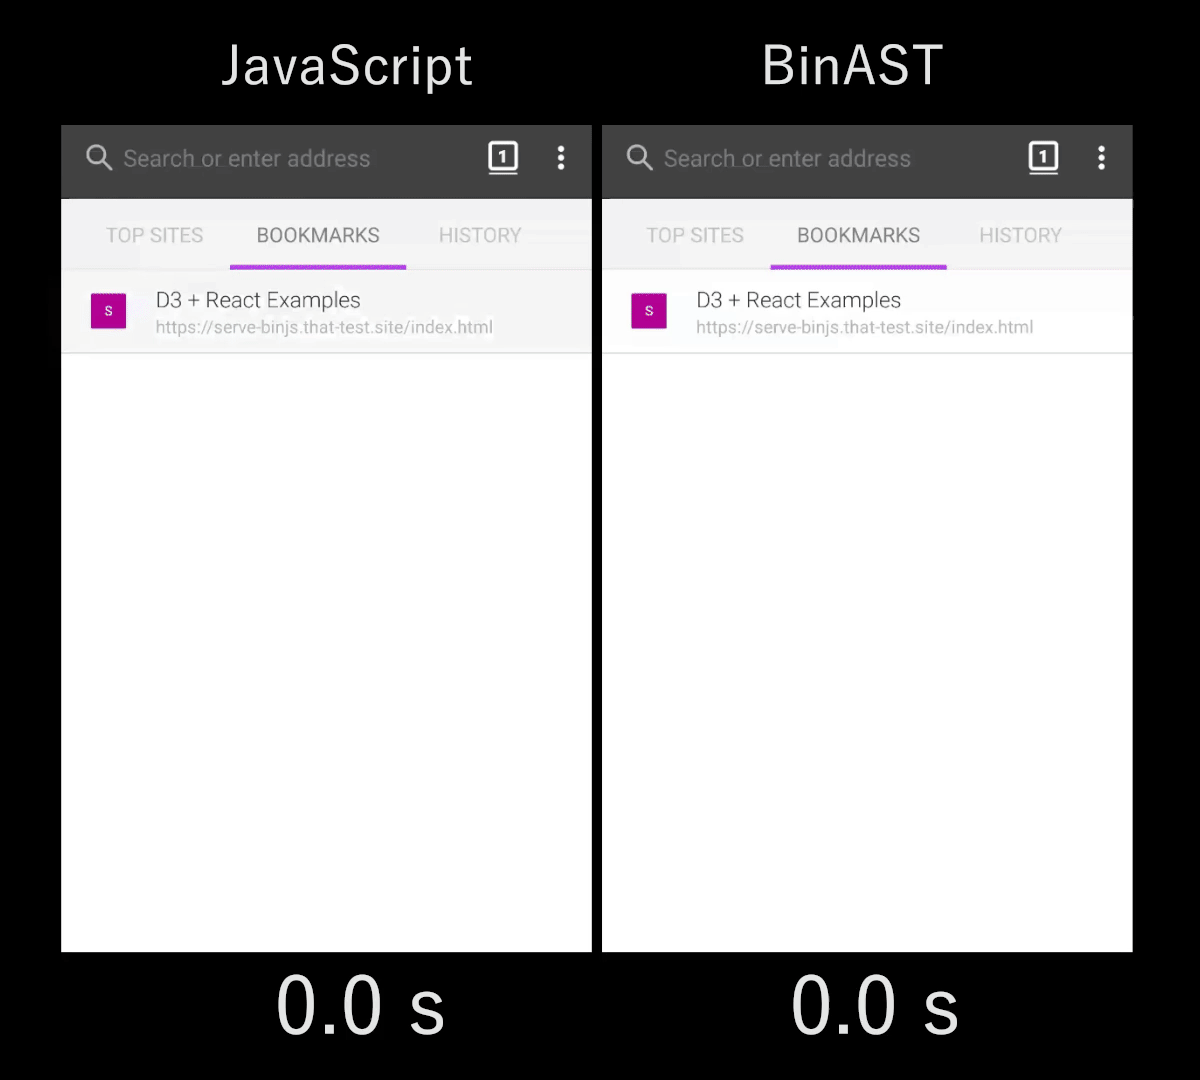 JavaScript
BinAST
Search or enter address
1
TOP SITES
BOOKMARKS
HISTORY
S
D3 + React Examples
https://serve-binjs.that-test.site/index.html
0.0 s
Search or enter address
1
TOP SITES
BOOKMARKS
HISTORY
S
D3 + React Examples
https://serve-binjs.that-test.site/index.html
0.0 s